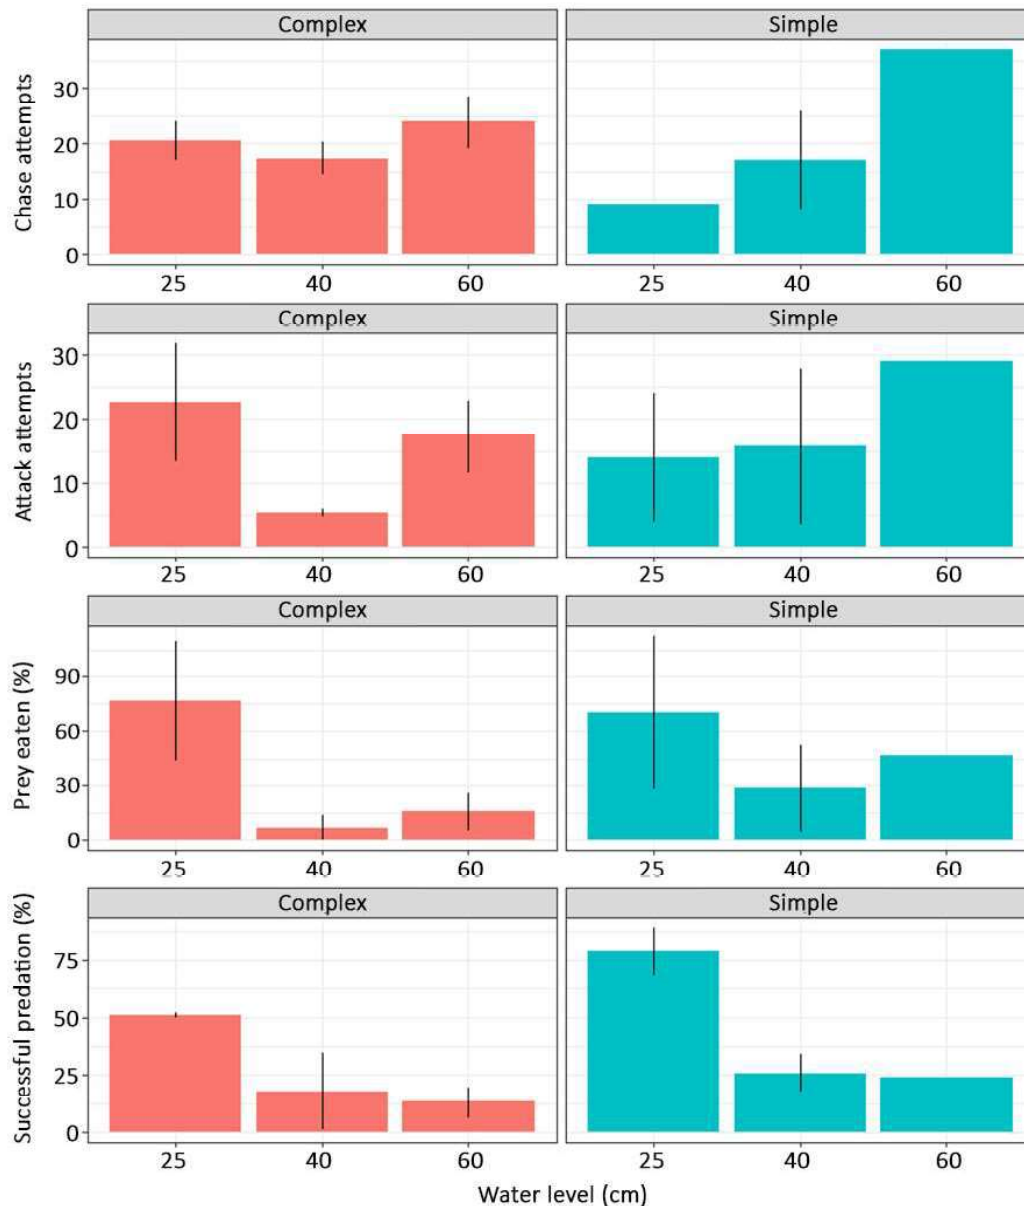 Complex Simple
Chase attempts
30
20
10
0
25 40 60 25 40 60
Complex Simple
Attack attempts
30
20
10
0
25 40 60 25 40 60
Complex Simple
Prey eaten (%)
90
60
30
0
25 40 60 25 40 60
Complex Simple
Successful predation (%)
75
50
25
0
25 40 60 25 40 60
Water level (cm)